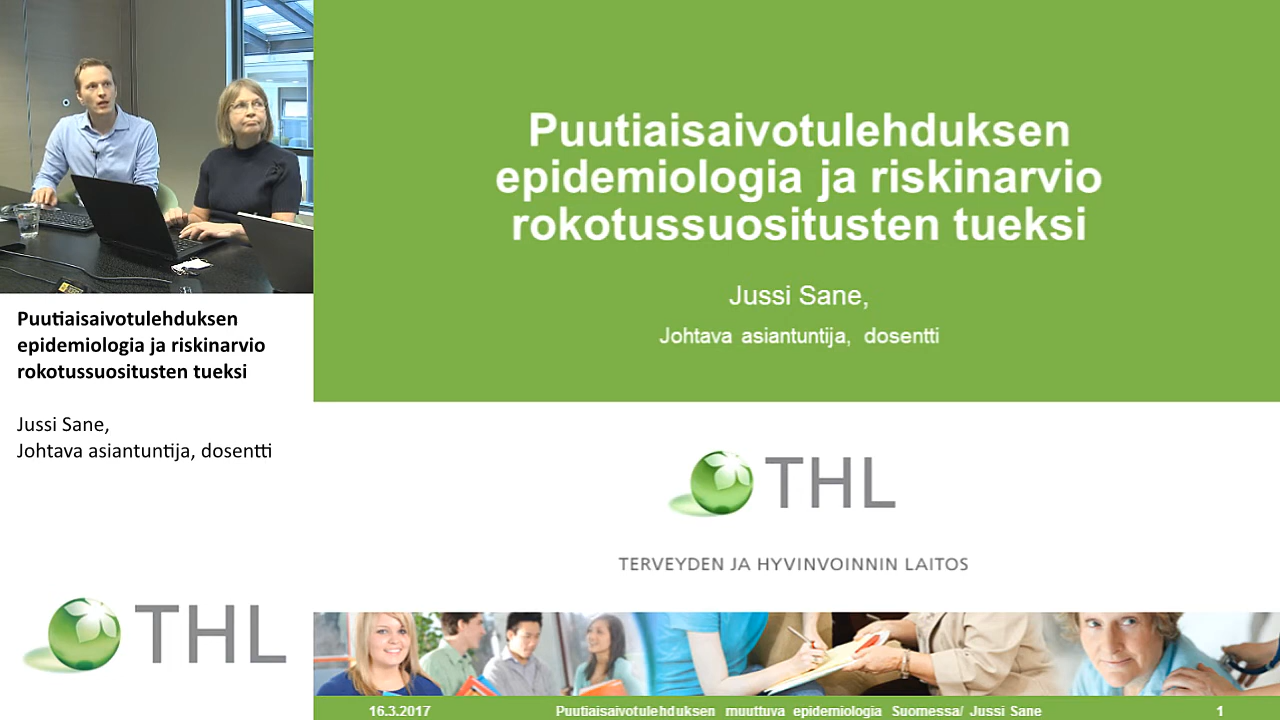 Puutiaisaivotulehduksen
epidemiologia ja riskinarvio
rokotussuositusten tueksi
Jussi Sane,
Johtava asiantuntija, dosentti
THL
Puutiaisaivotulehduksen
epidemiologia ja riskinarvio
rokotussuositusten tueksi
Jussi Sane,
Johtava asiantuntija, dosentti
THL
TERVEYDEN JA HYVINVOINNIN LAITOS
16.3.2017 Puutiaisaivotulehduksen muuttuva epidemiologia Suomessa/ Jussi Sane 1